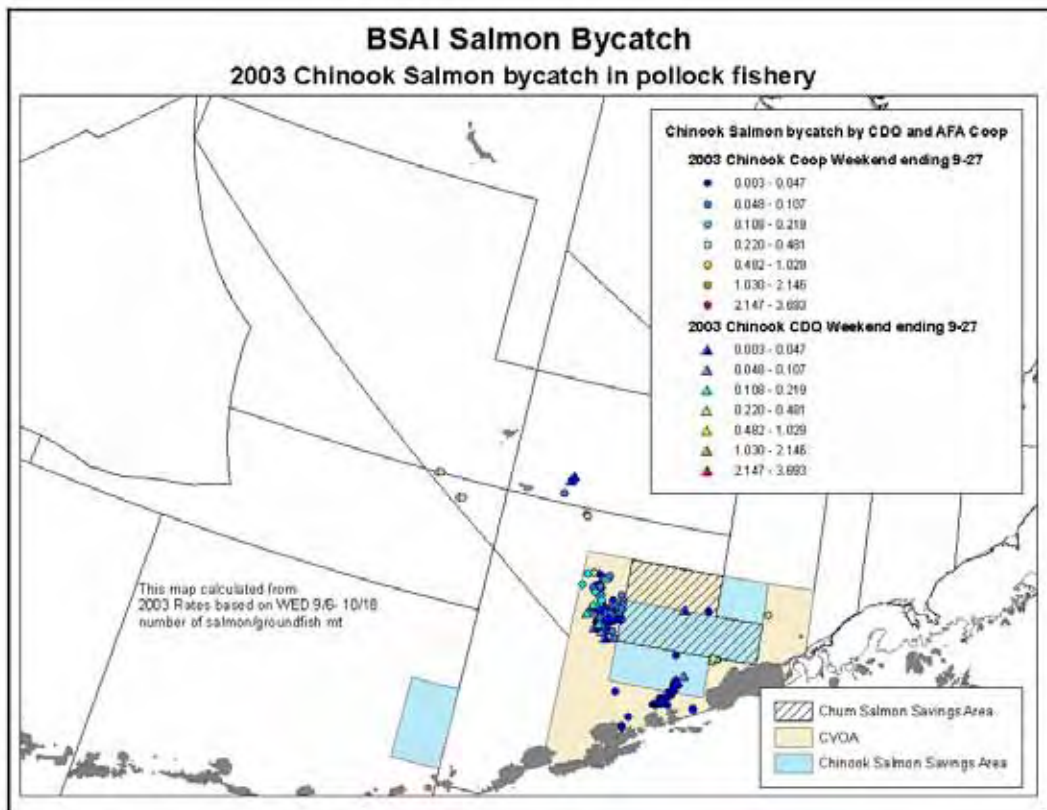 BSAI Salmon Bycatch
2003 Chinook Salmon bycatch in pollock fishery
Chinook Salmon bycatch by CDQ and AFA Coop
2003 Chinook Coop Weekend ending 9-27
0.003 - 0.047
0.048 - 0.107
0.108 - 0.219
0.220 - 0.481
0.482 - 1.029
1.030 - 2.146
2.147 - 3.693
2003 Chinook CDQ Weekend ending 9-27
0.003 - 0.047
0.048 - 0.107
0.108 - 0.219
0.220 - 0.481
0.482 - 1.029
1.030 - 2.146
2.147 - 3.693
This map calculated from
2003 Rates based on WED 9/6- 10/18
number of salmon/groundfish mt
Chum Salmon Savings Area
CVOA
Chinook Salmon Savings Area